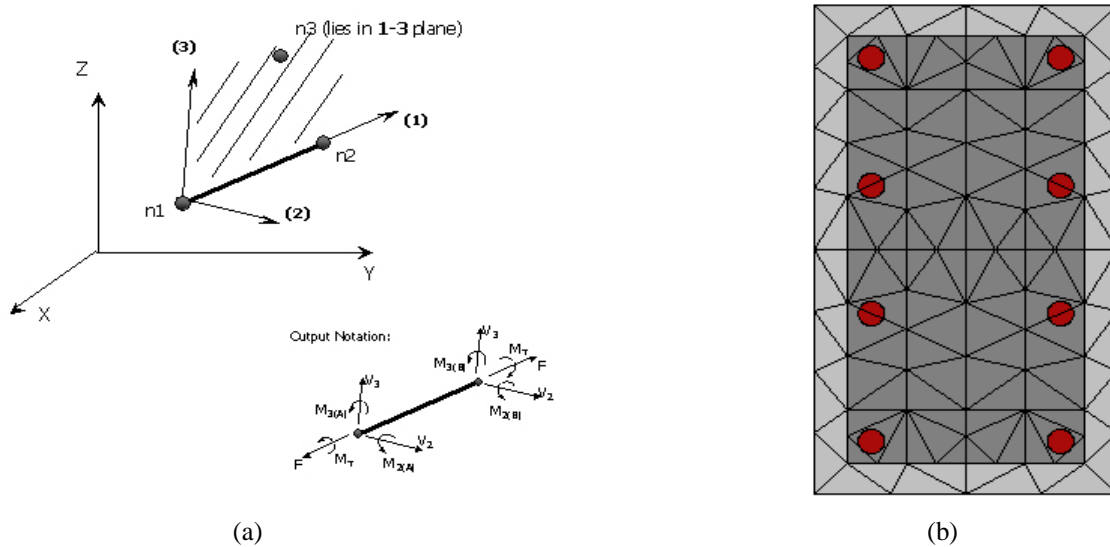 n3 (lies in 1-3 plane)
(3)
Z
(1)
n2
n1
(2)
Y
X
Output Notation:
V3
M3(B)
MT
F
V2
M2(B)
V3
M3(A)
V2
MT
F
M2(A)
(a)
(b)